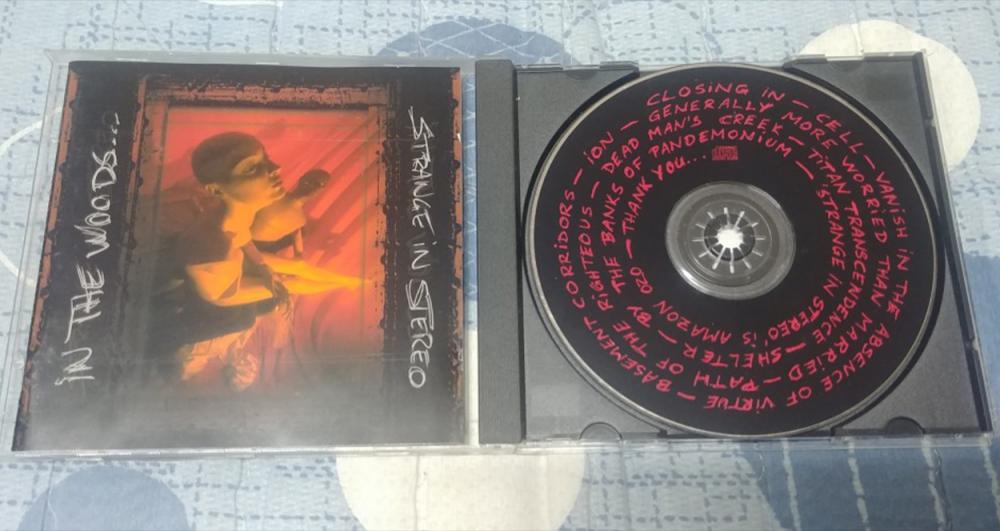 iN THE WOODS...
STRANGE iN STEREO
CLOSiNG iN – CELL – VANiSH iN THE ABSENCE OF ViRTUE – BASEMENT CORRiDORS – iON –
GENERALLY MORE WORRiED THAN MARRiED – PATH OF THE RiGHTEOUS – DEAD MAN'S CREEK –
TiTAN TRANSCENDENCE – SHELTER – BY THE BANKS OF PANDEMONiUM –
'STRANGE iN STEREO' iS AMAZON 020 – THANK YOU...